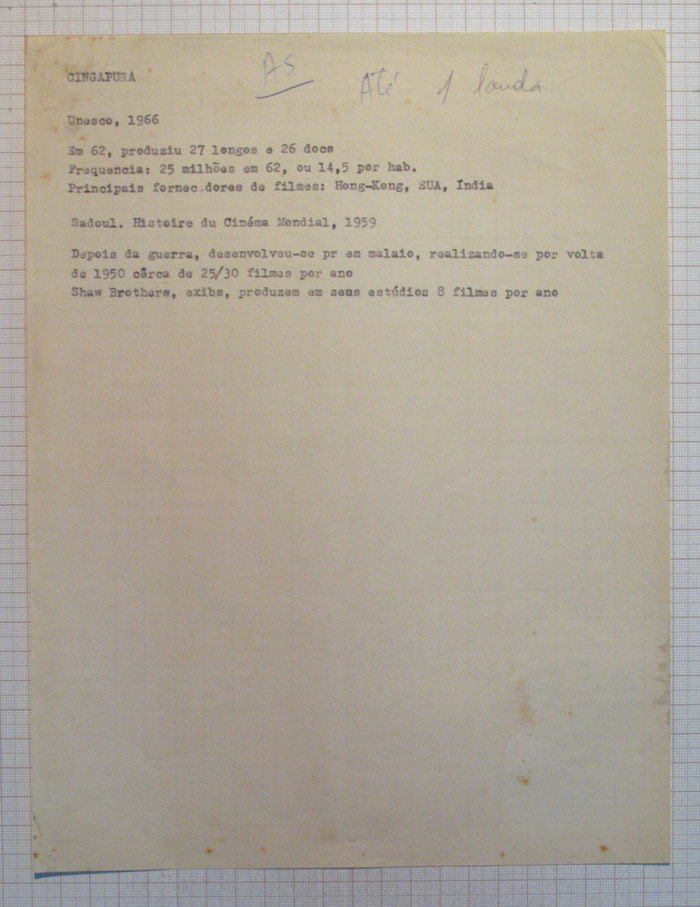 CINGAPURA
AS
Até 1 lauda
Unesco, 1966
Em 62, produziu 27 longos e 26 docs
Frequencia: 25 milhões em 62, ou 14,5 por hab.
Principais fornec dores de filmes: Hong-Kong, EUA, Índia
Sadoul. Histoire du Cinéma Mondial, 1959
Depois da guerra, desenvolveu-se pr em malaio, realizando-se por volta
de 1950 cêrca de 25/30 filmes por ano
Shaw Brothers, exibs, produzem em seus estúdios 8 filmes por ano